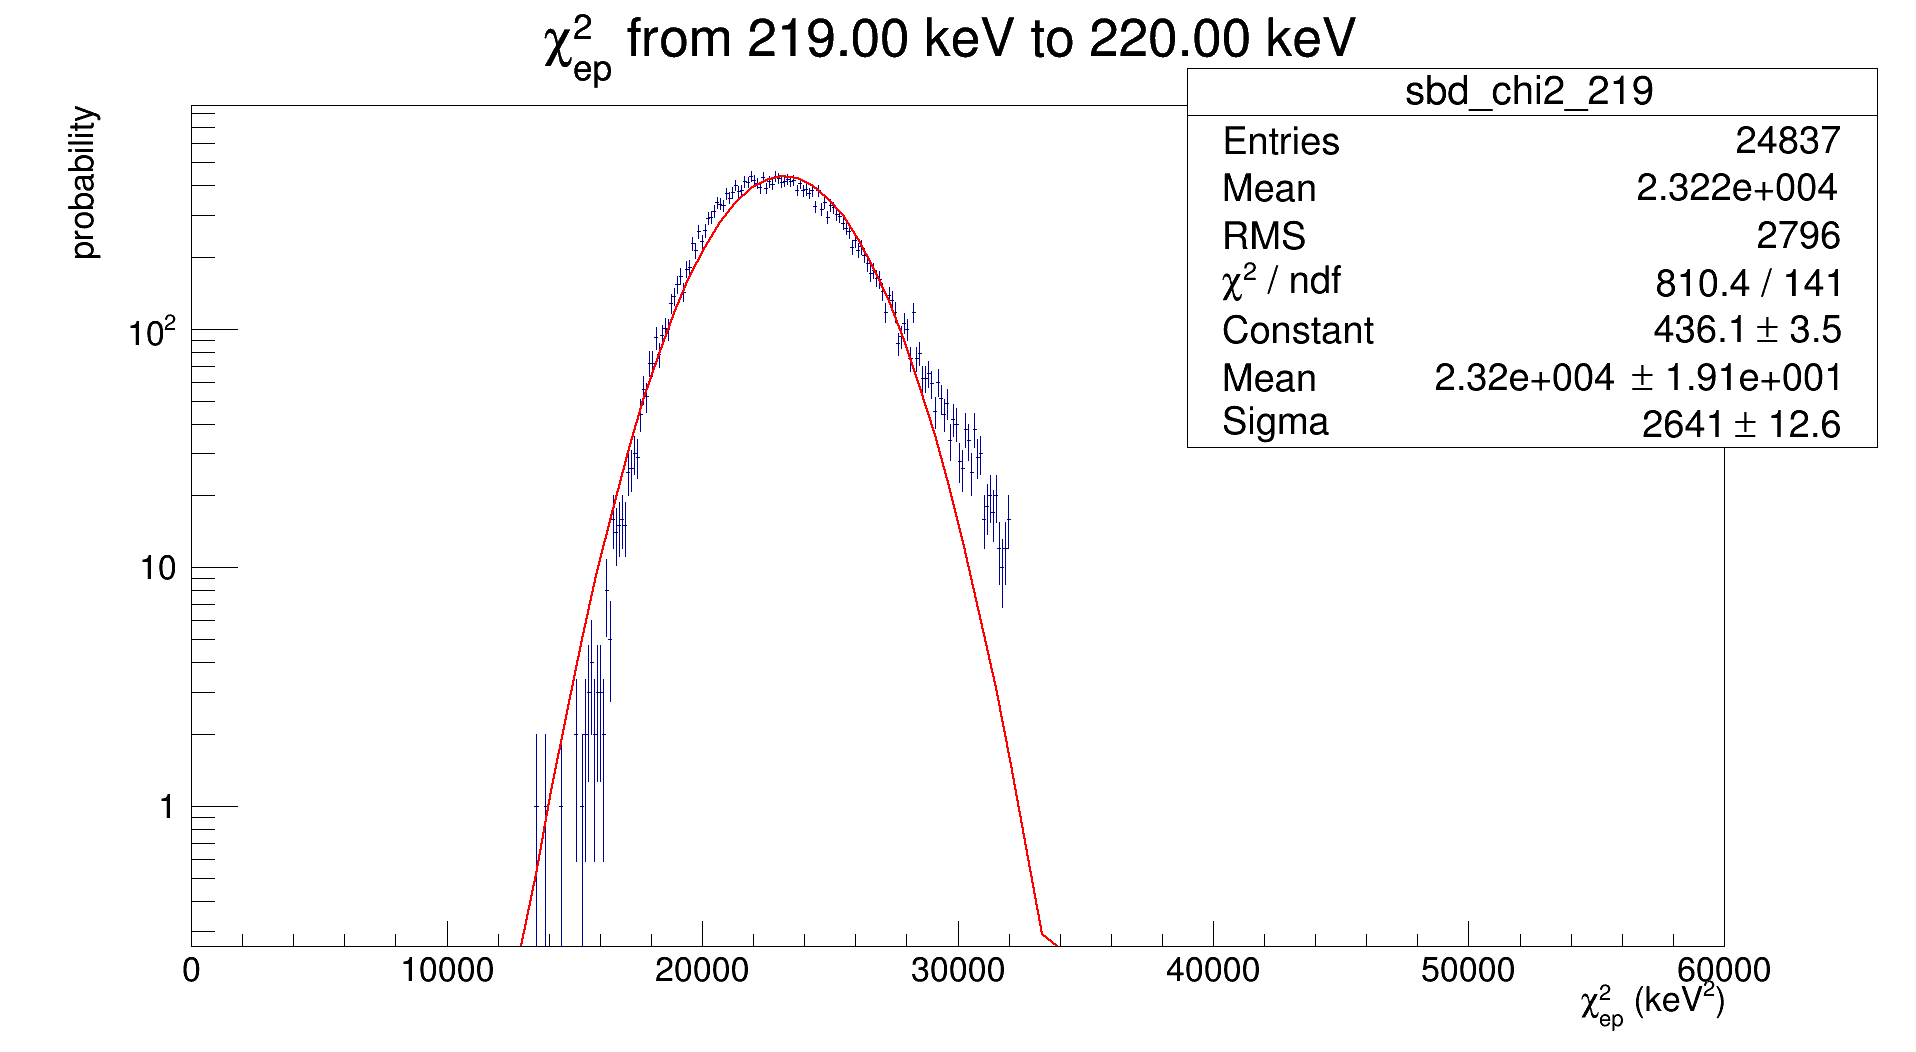 χ²ep from 219.00 keV to 220.00 keV
probability
sbd_chi2_219
Entries 24837
Mean 2.322e+004
RMS 2796
χ² / ndf 810.4 / 141
Constant 436.1 ± 3.5
Mean 2.32e+004 ± 1.91e+001
Sigma 2641 ± 12.6
10²
10
1
0 10000 20000 30000 40000 50000 60000
χ²ep (keV²)